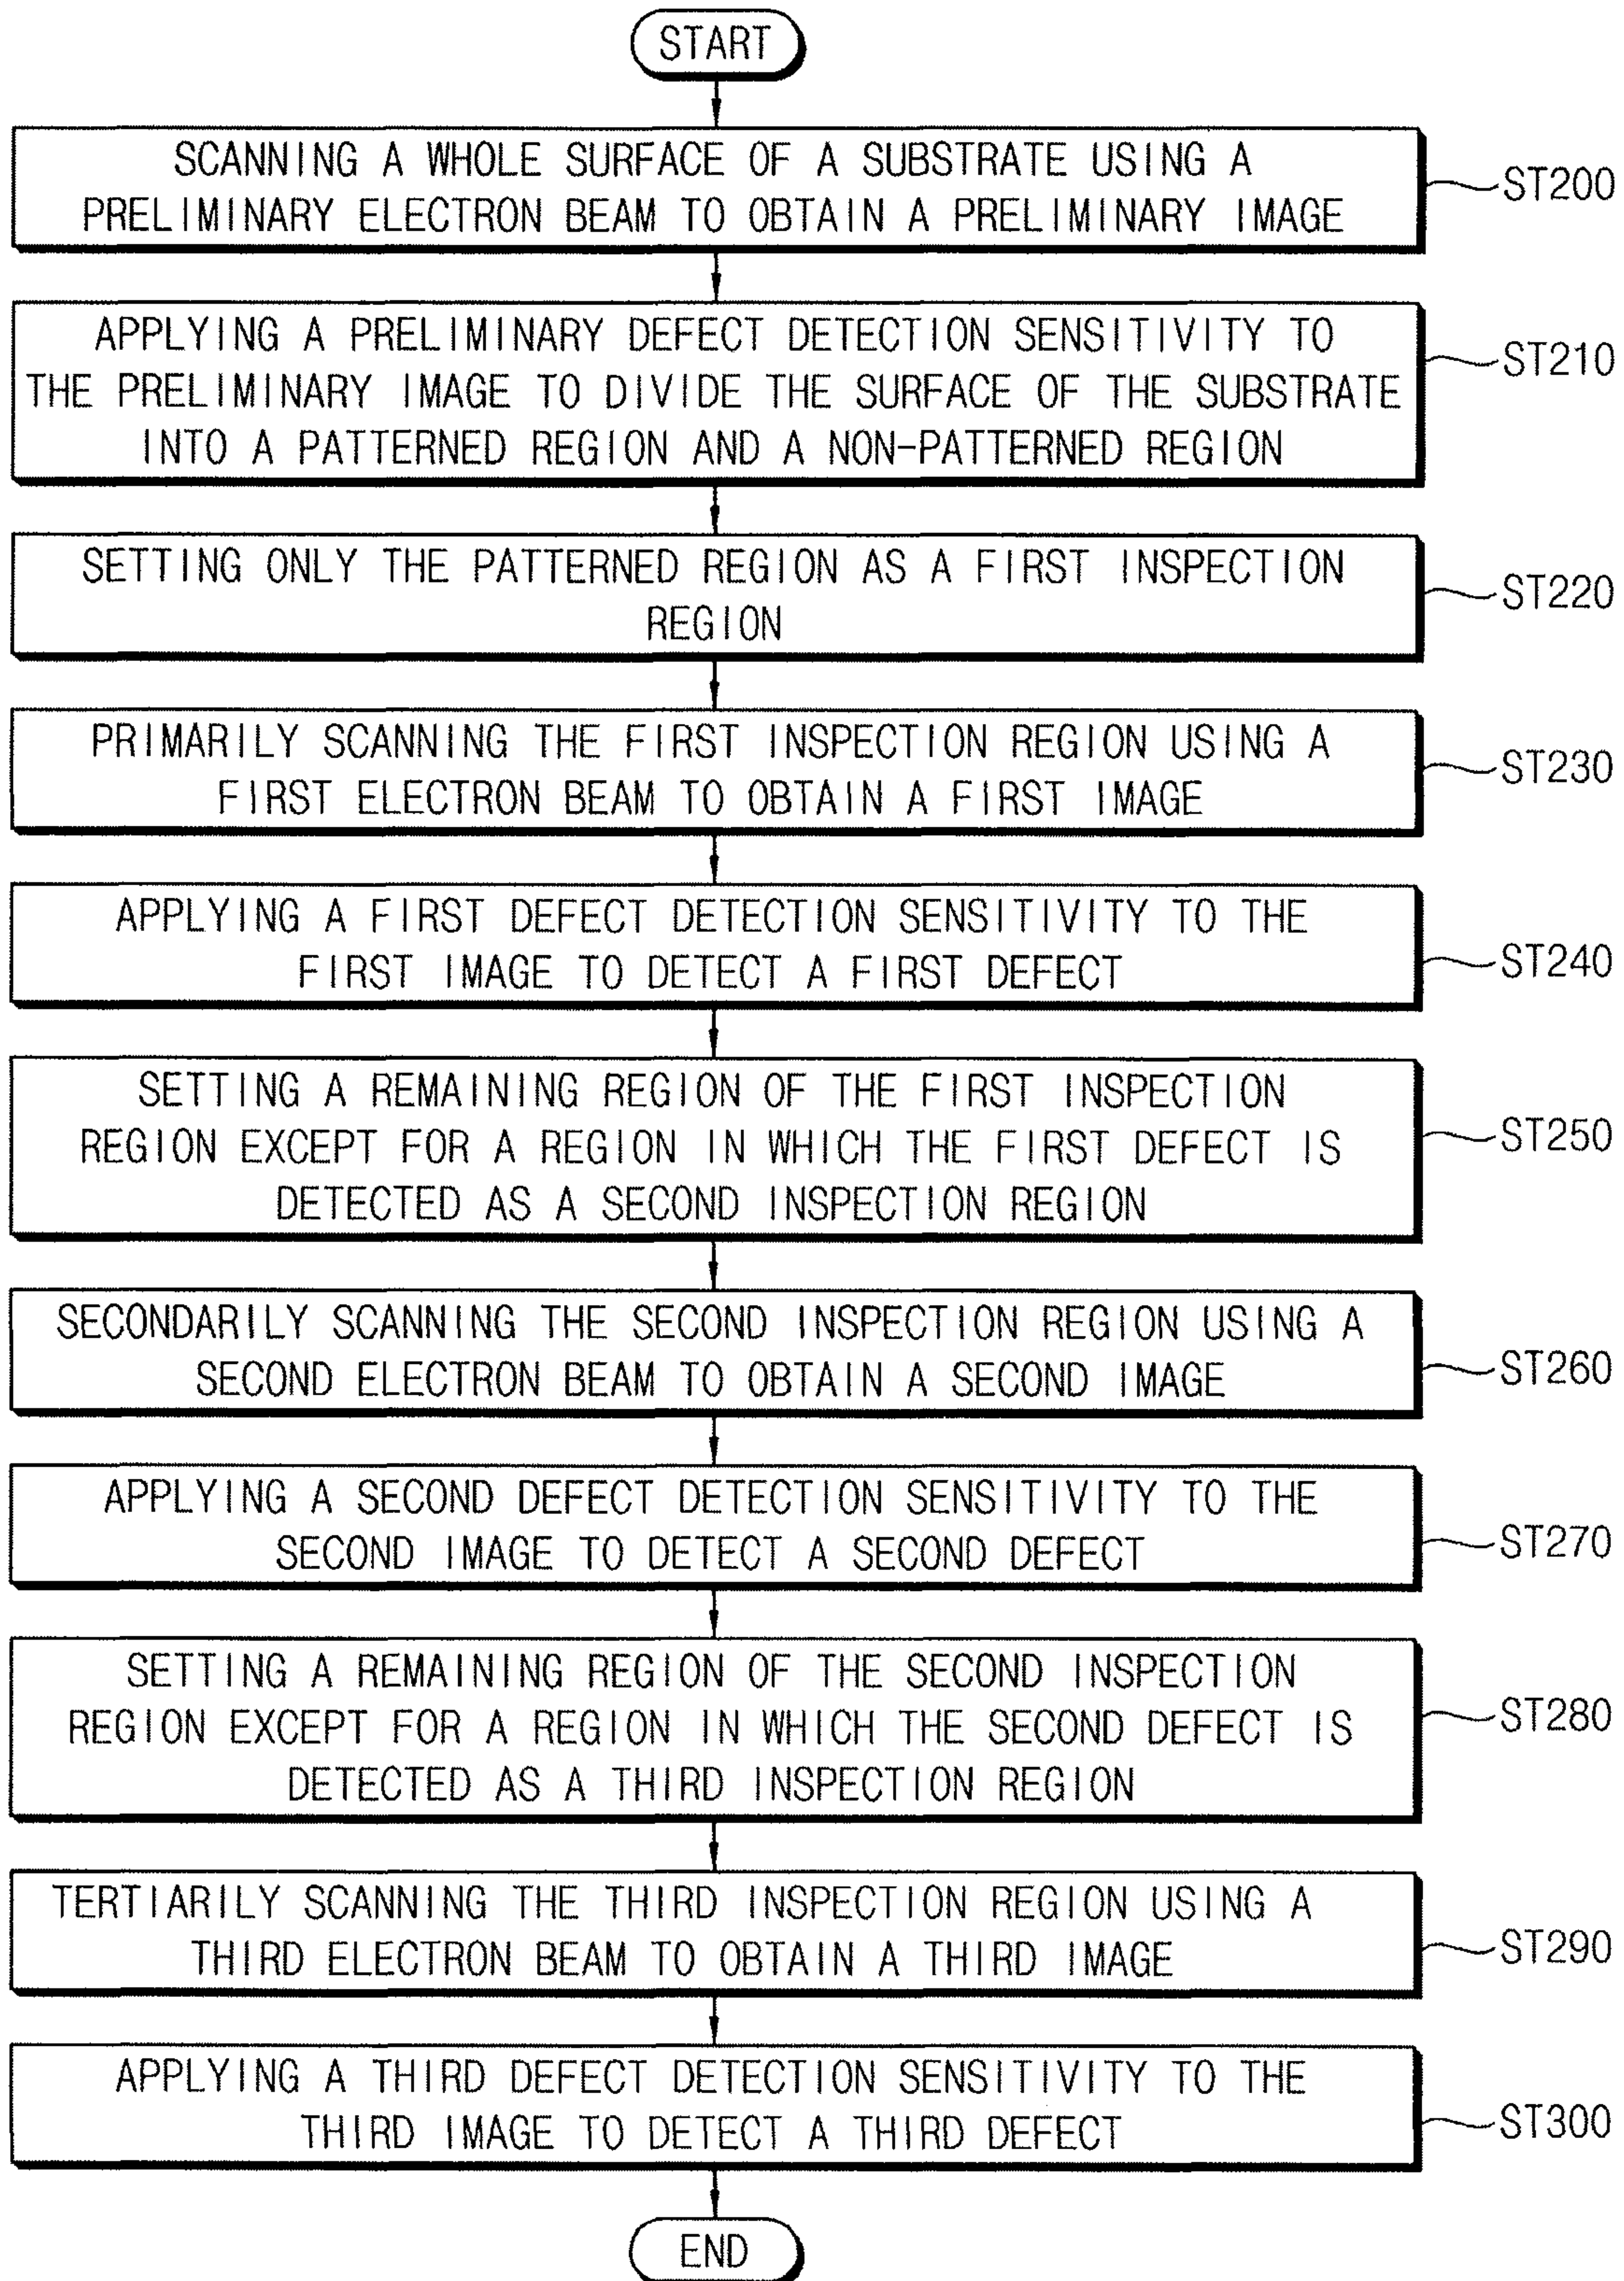 START
SCANNING A WHOLE SURFACE OF A SUBSTRATE USING A
PRELIMINARY ELECTRON BEAM TO OBTAIN A PRELIMINARY IMAGE
ST200
APPLYING A PRELIMINARY DEFECT DETECTION SENSITIVITY TO
THE PRELIMINARY IMAGE TO DIVIDE THE SURFACE OF THE SUBSTRATE
INTO A PATTERNED REGION AND A NON-PATTERNED REGION
ST210
SETTING ONLY THE PATTERNED REGION AS A FIRST INSPECTION
REGION
ST220
PRIMARILY SCANNING THE FIRST INSPECTION REGION USING A
FIRST ELECTRON BEAM TO OBTAIN A FIRST IMAGE
ST230
APPLYING A FIRST DEFECT DETECTION SENSITIVITY TO THE
FIRST IMAGE TO DETECT A FIRST DEFECT
ST240
SETTING A REMAINING REGION OF THE FIRST INSPECTION
REGION EXCEPT FOR A REGION IN WHICH THE FIRST DEFECT IS
DETECTED AS A SECOND INSPECTION REGION
ST250
SECONDARILY SCANNING THE SECOND INSPECTION REGION USING A
SECOND ELECTRON BEAM TO OBTAIN A SECOND IMAGE
ST260
APPLYING A SECOND DEFECT DETECTION SENSITIVITY TO THE
SECOND IMAGE TO DETECT A SECOND DEFECT
ST270
SETTING A REMAINING REGION OF THE SECOND INSPECTION
REGION EXCEPT FOR A REGION IN WHICH THE SECOND DEFECT IS
DETECTED AS A THIRD INSPECTION REGION
ST280
TERTIARILY SCANNING THE THIRD INSPECTION REGION USING A
THIRD ELECTRON BEAM TO OBTAIN A THIRD IMAGE
ST290
APPLYING A THIRD DEFECT DETECTION SENSITIVITY TO THE
THIRD IMAGE TO DETECT A THIRD DEFECT
ST300
END